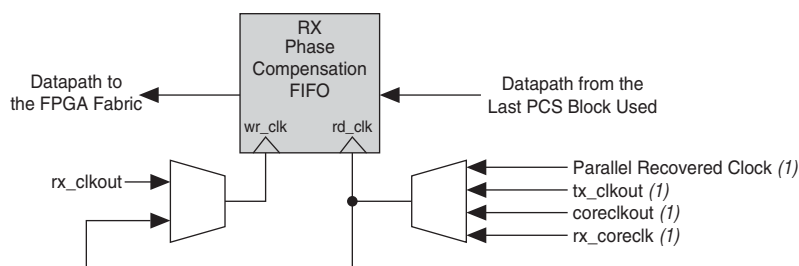 RX
Phase
Compensation
FIFO
Datapath to
the FPGA Fabric
Datapath from the
Last PCS Block Used
wr_clk
rd_clk
rx_clkout
Parallel Recovered Clock (1)
tx_clkout (1)
coreclkout (1)
rx_coreclk (1)